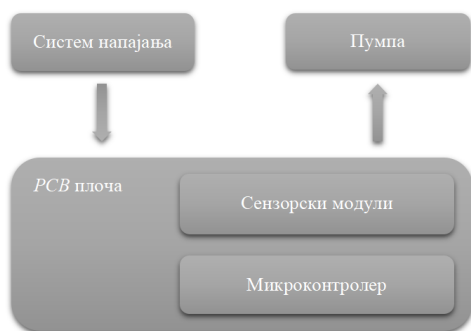 Систем напајања
Пумпа
PCB плоча
Сензорски модули
Микроконтролер